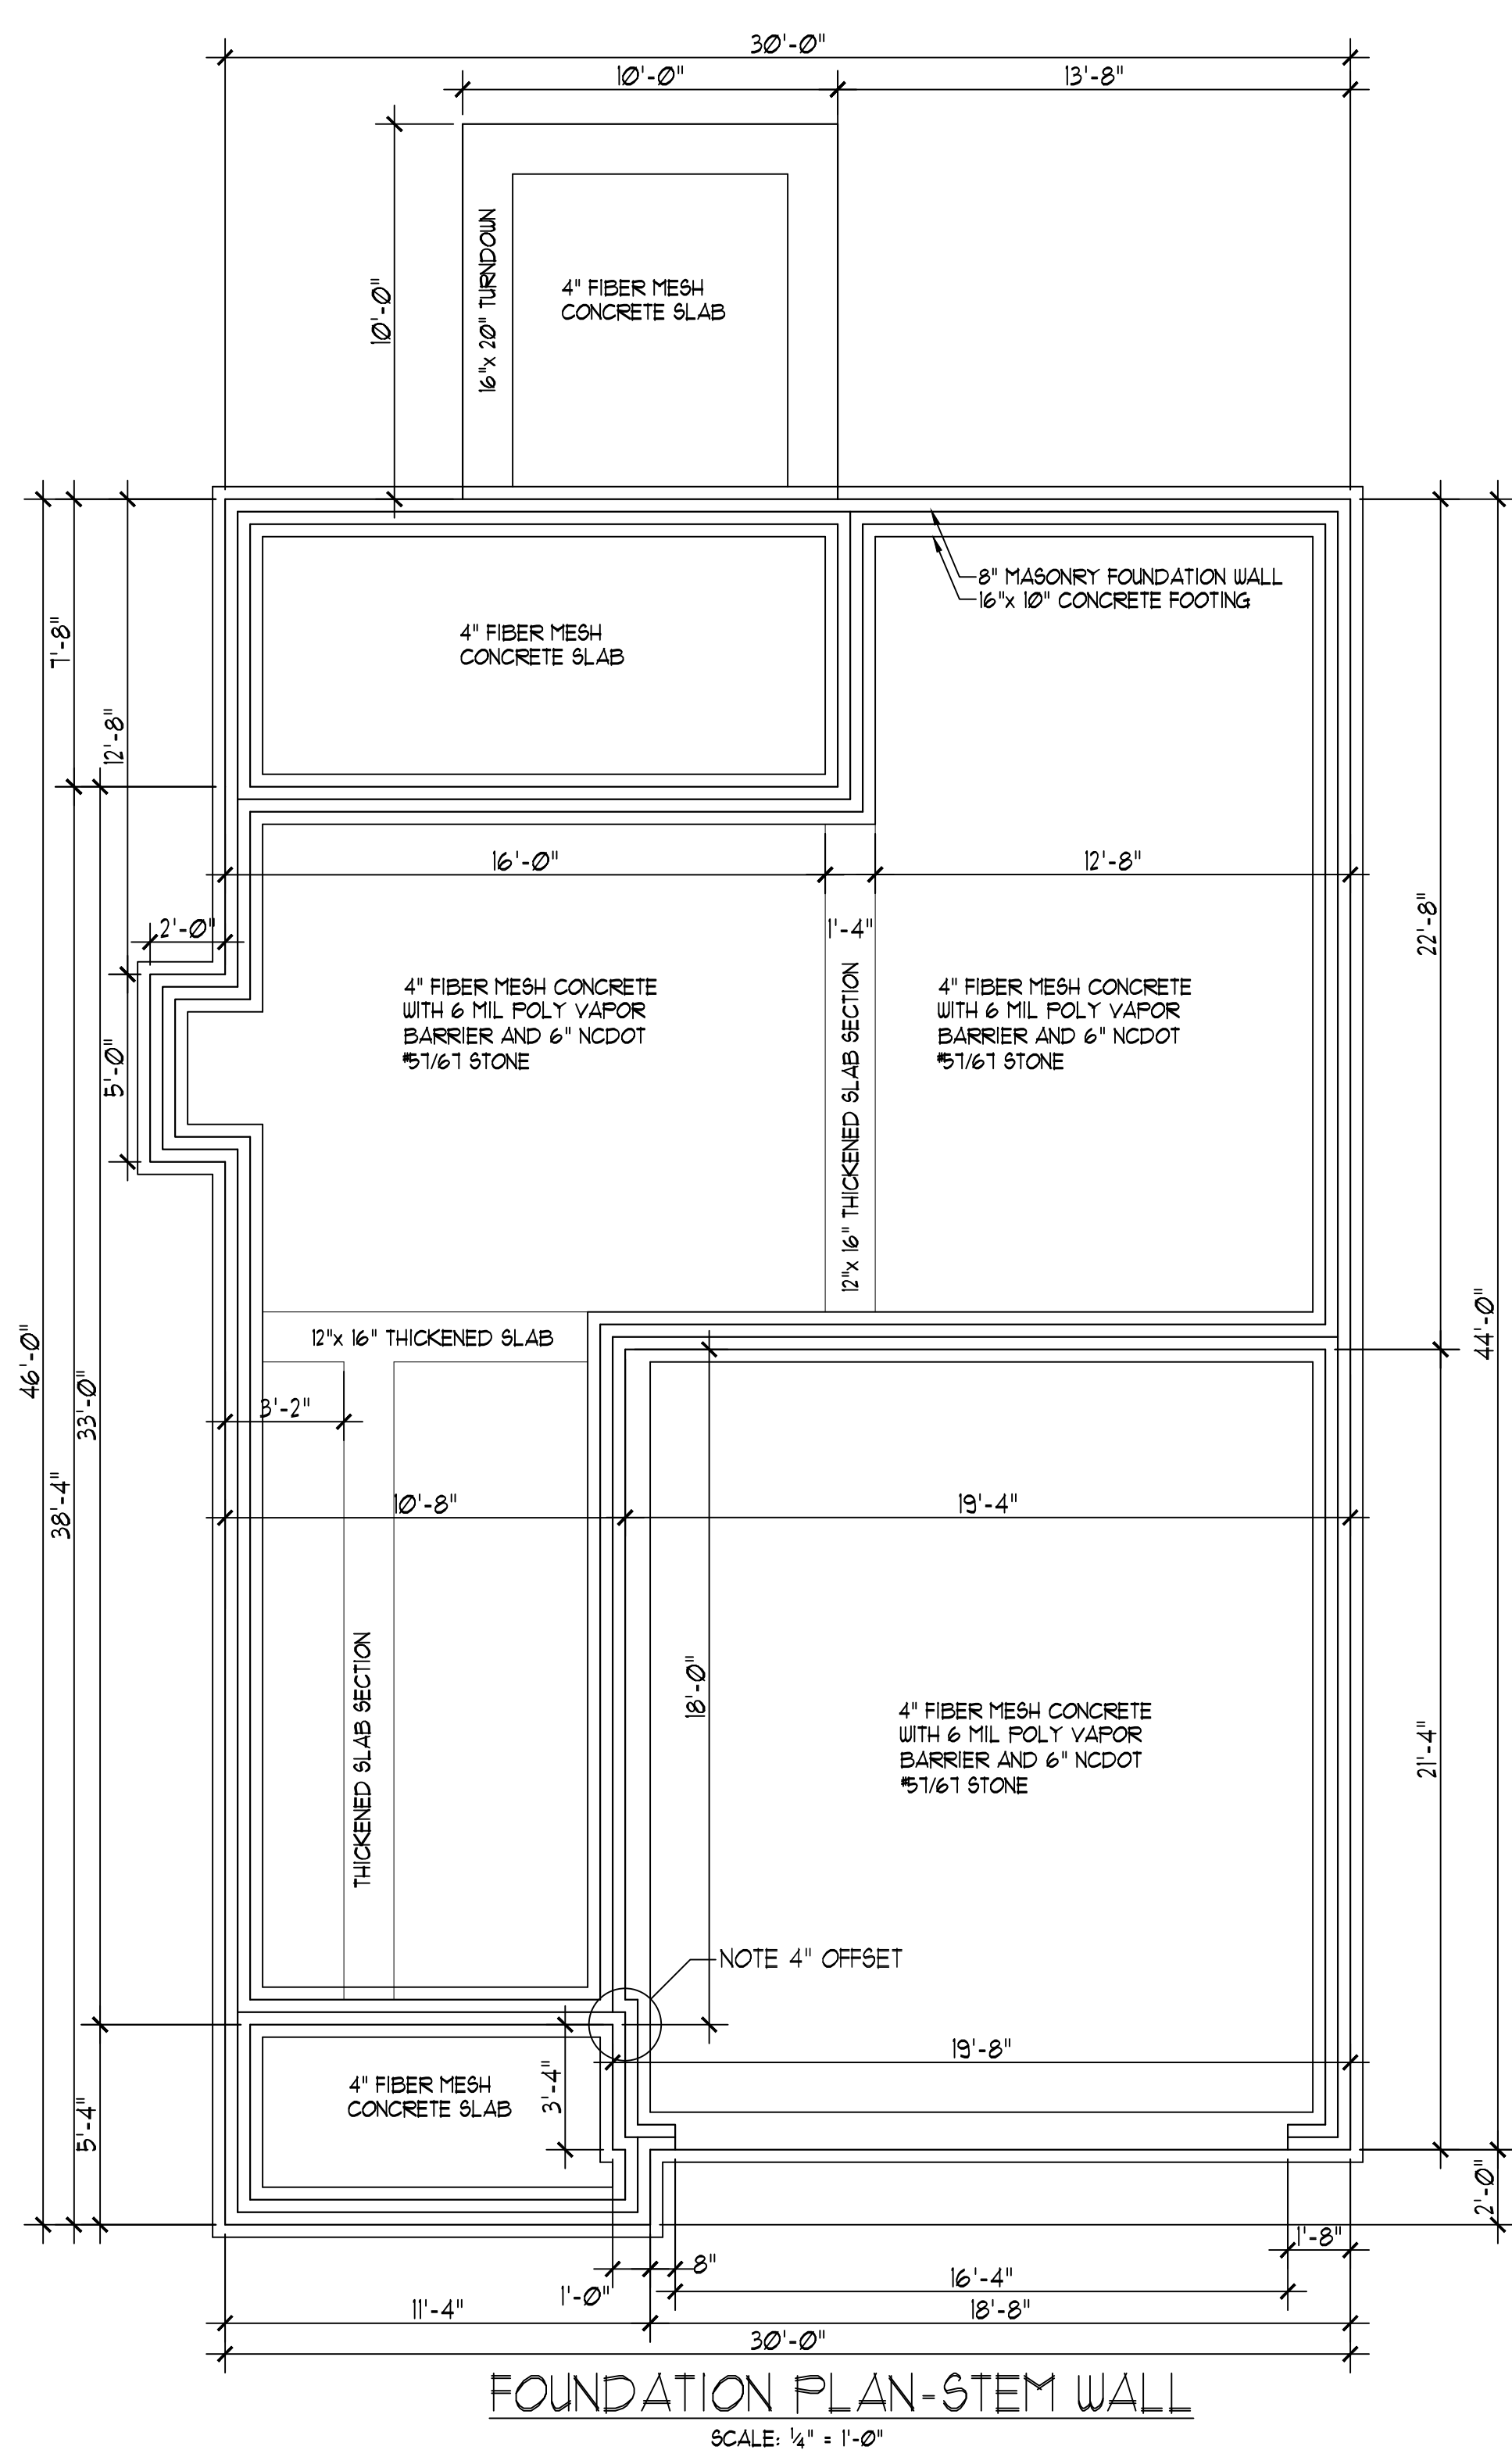 30'-0"
10'-0"
13'-8"
10'-0"
16"x 20" TURNDOWN
4" FIBER MESH
CONCRETE SLAB
7'-8"
12'-8"
8" MASONRY FOUNDATION WALL
16"x 10" CONCRETE FOOTING
4" FIBER MESH
CONCRETE SLAB
16'-0"
12'-8"
1'-4"
2'-0"
22'-8"
5'-0"
4" FIBER MESH CONCRETE
WITH 6 MIL POLY VAPOR
BARRIER AND 6" NCDOT
#57/67 STONE
12"x 16" THICKENED SLAB SECTION
4" FIBER MESH CONCRETE
WITH 6 MIL POLY VAPOR
BARRIER AND 6" NCDOT
#57/67 STONE
12"x 16" THICKENED SLAB
46'-0"
33'-0"
38'-4"
44'-0"
3'-2"
10'-8"
19'-4"
18'-0"
THICKENED SLAB SECTION
4" FIBER MESH CONCRETE
WITH 6 MIL POLY VAPOR
BARRIER AND 6" NCDOT
#57/67 STONE
21'-4"
NOTE 4" OFFSET
19'-8"
4" FIBER MESH
CONCRETE SLAB
3'-4"
5'-4"
2'-0"
1'-8"
8"
1'-0"
16'-4"
11'-4"
18'-8"
30'-0"
FOUNDATION PLAN-STEM WALL
SCALE: ¼" = 1'-0"